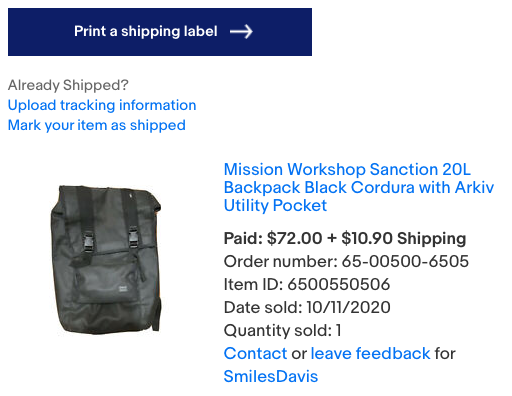 Print a shipping label
Already Shipped?
Upload tracking information
Mark your item as shipped
Mission Workshop Sanction 20L
Backpack Black Cordura with Arkiv
Utility Pocket
Paid: $72.00 + $10.90 Shipping
Order number: 65-00500-6505
Item ID: 6500550506
Date sold: 10/11/2020
Quantity sold: 1
Contact or leave feedback for
SmilesDavis